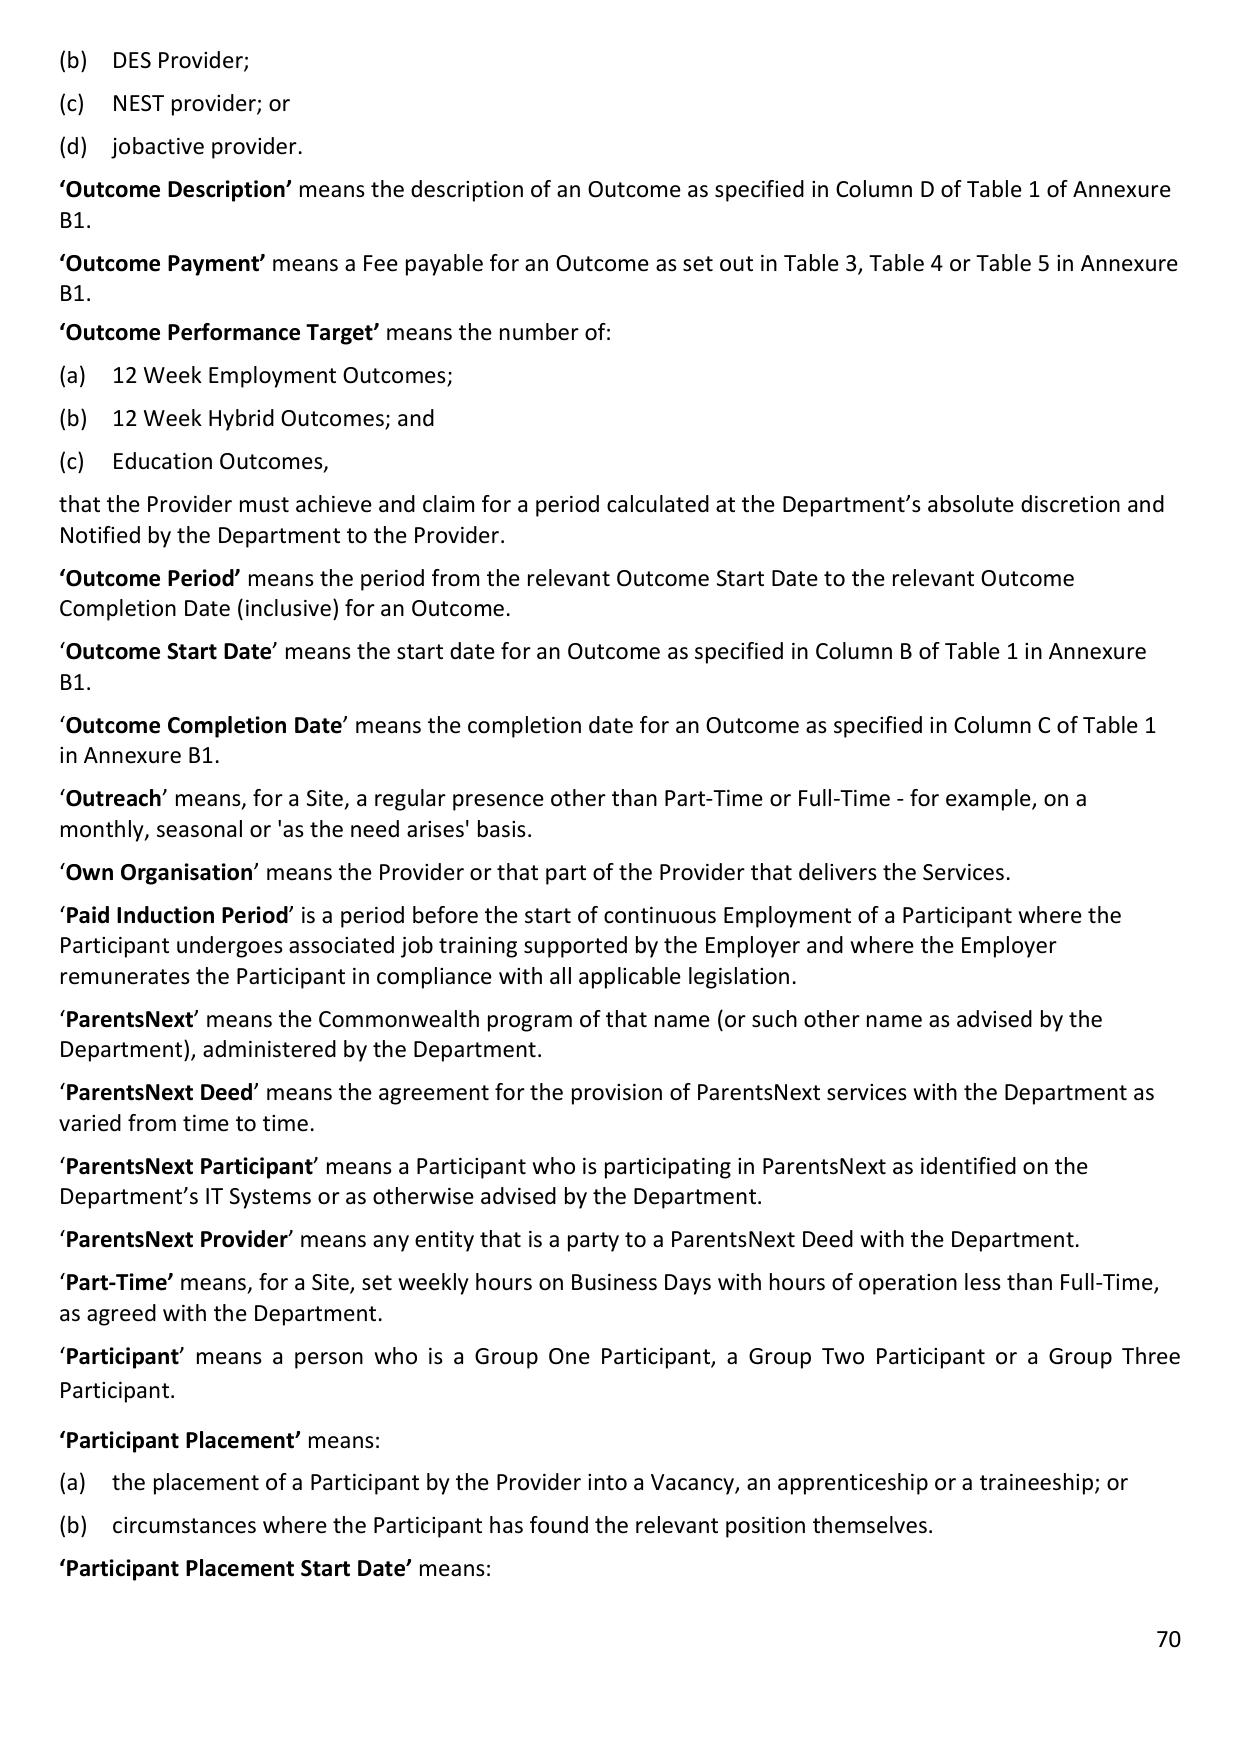 (b) DES Provider;
(c) NEST provider; or
(d) jobactive provider.
‘Outcome Description’ means the description of an Outcome as specified in Column D of Table 1 of Annexure
B1.
‘Outcome Payment’ means a Fee payable for an Outcome as set out in Table 3, Table 4 or Table 5 in Annexure
B1.
‘Outcome Performance Target’ means the number of:
(a) 12 Week Employment Outcomes;
(b) 12 Week Hybrid Outcomes; and
(c) Education Outcomes,
that the Provider must achieve and claim for a period calculated at the Department’s absolute discretion and
Notified by the Department to the Provider.
‘Outcome Period’ means the period from the relevant Outcome Start Date to the relevant Outcome
Completion Date (inclusive) for an Outcome.
‘Outcome Start Date’ means the start date for an Outcome as specified in Column B of Table 1 in Annexure
B1.
‘Outcome Completion Date’ means the completion date for an Outcome as specified in Column C of Table 1
in Annexure B1.
‘Outreach’ means, for a Site, a regular presence other than Part-Time or Full-Time - for example, on a
monthly, seasonal or 'as the need arises' basis.
‘Own Organisation’ means the Provider or that part of the Provider that delivers the Services.
‘Paid Induction Period’ is a period before the start of continuous Employment of a Participant where the
Participant undergoes associated job training supported by the Employer and where the Employer
remunerates the Participant in compliance with all applicable legislation.
‘ParentsNext’ means the Commonwealth program of that name (or such other name as advised by the
Department), administered by the Department.
‘ParentsNext Deed’ means the agreement for the provision of ParentsNext services with the Department as
varied from time to time.
‘ParentsNext Participant’ means a Participant who is participating in ParentsNext as identified on the
Department’s IT Systems or as otherwise advised by the Department.
‘ParentsNext Provider’ means any entity that is a party to a ParentsNext Deed with the Department.
‘Part-Time’ means, for a Site, set weekly hours on Business Days with hours of operation less than Full-Time,
as agreed with the Department.
‘Participant’ means a person who is a Group One Participant, a Group Two Participant or a Group Three
Participant.
‘Participant Placement’ means:
(a) the placement of a Participant by the Provider into a Vacancy, an apprenticeship or a traineeship; or
(b) circumstances where the Participant has found the relevant position themselves.
‘Participant Placement Start Date’ means:
70